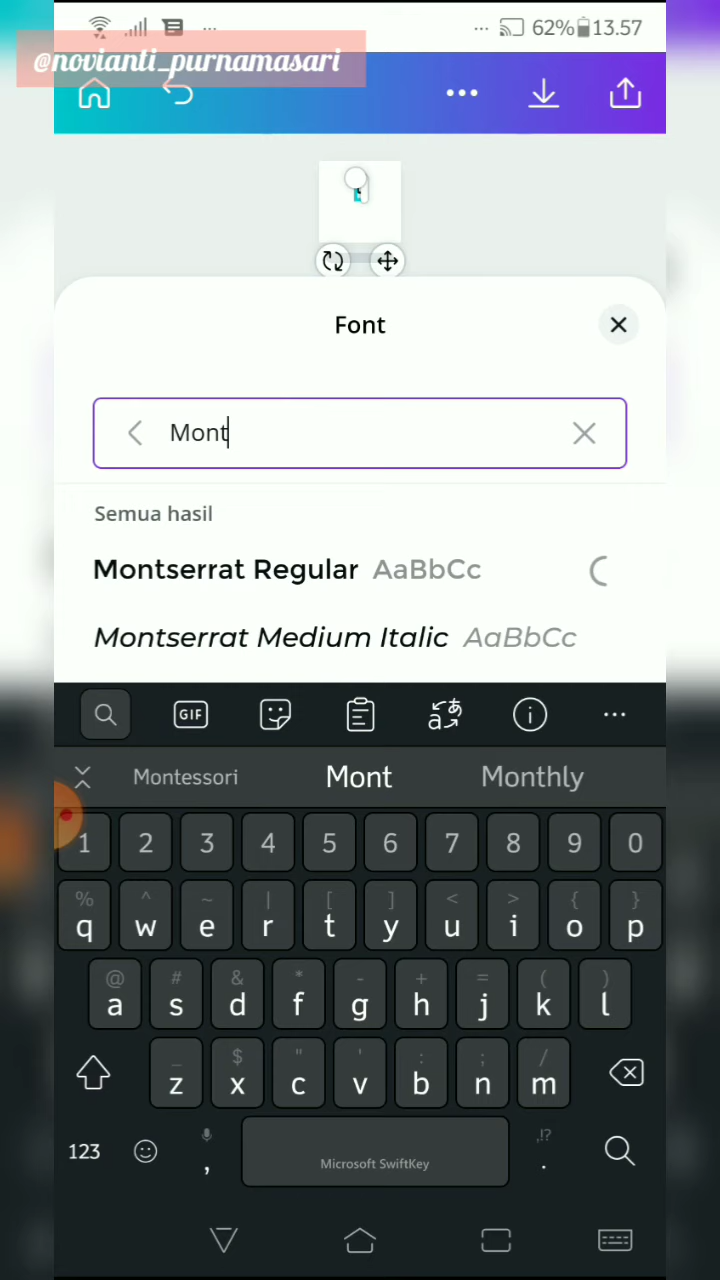 62% 13.57
@novianti_purnamasari
Font
Mont
Semua hasil
Montserrat Regular AaBbCc
Montserrat Medium Italic AaBbCc
GIF
Montessori Mont Monthly
1 2 3 4 5 6 7 8 9 0
% ^ ~ | [ ] < > { }
q w e r t y u i o p
@ # & * - + = ( )
a s d f g h j k l
_ $ " ' : ; /
z x c v b n m
123 , Microsoft SwiftKey ,!? .